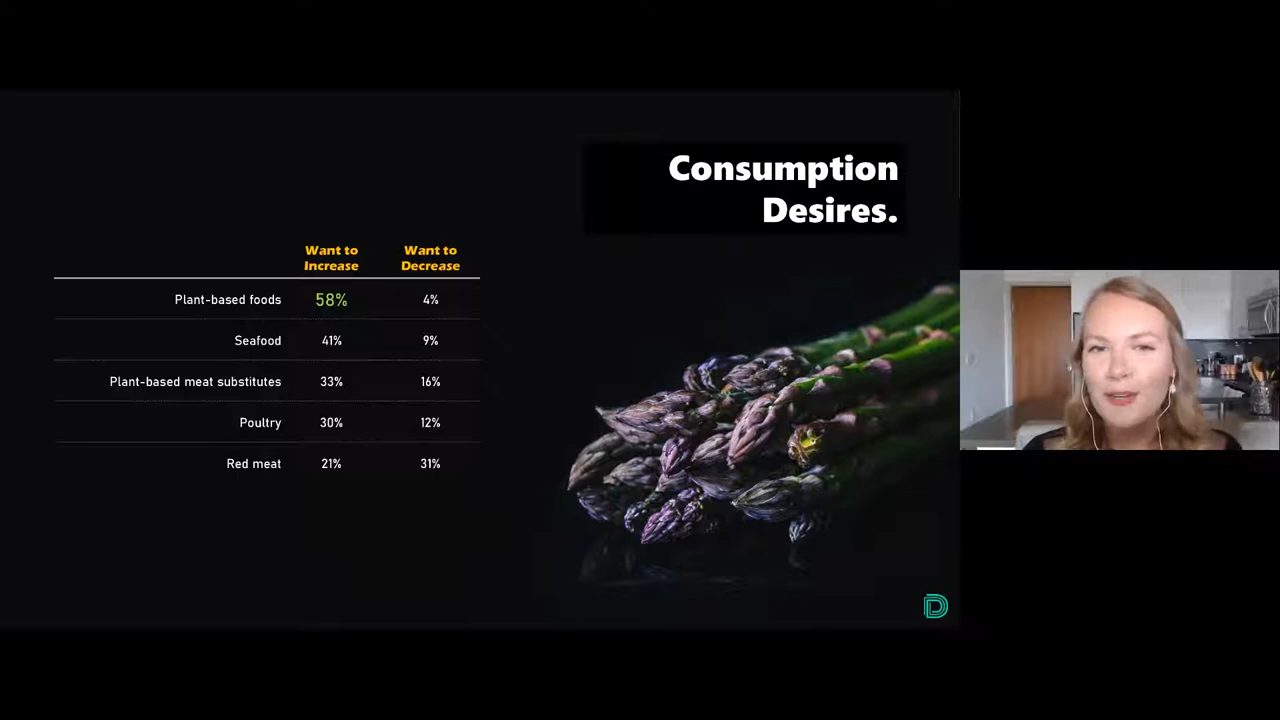 Consumption
Desires.
Want to Increase Want to Decrease
Plant-based foods 58% 4%
Seafood 41% 9%
Plant-based meat substitutes 33% 16%
Poultry 30% 12%
Red meat 21% 31%